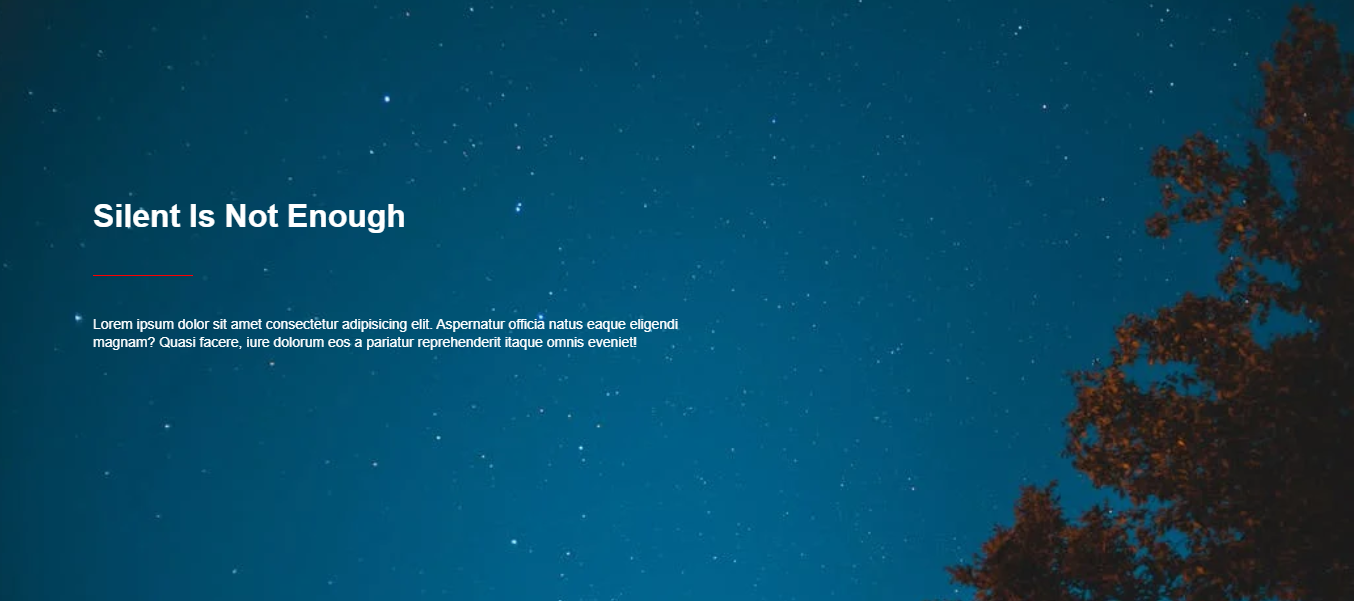 Silent Is Not Enough
Lorem ipsum dolor sit amet consectetur adipisicing elit. Aspernatur officia natus eaque eligendi
magnam? Quasi facere, iure dolorum eos a pariatur reprehenderit itaque omnis eveniet!